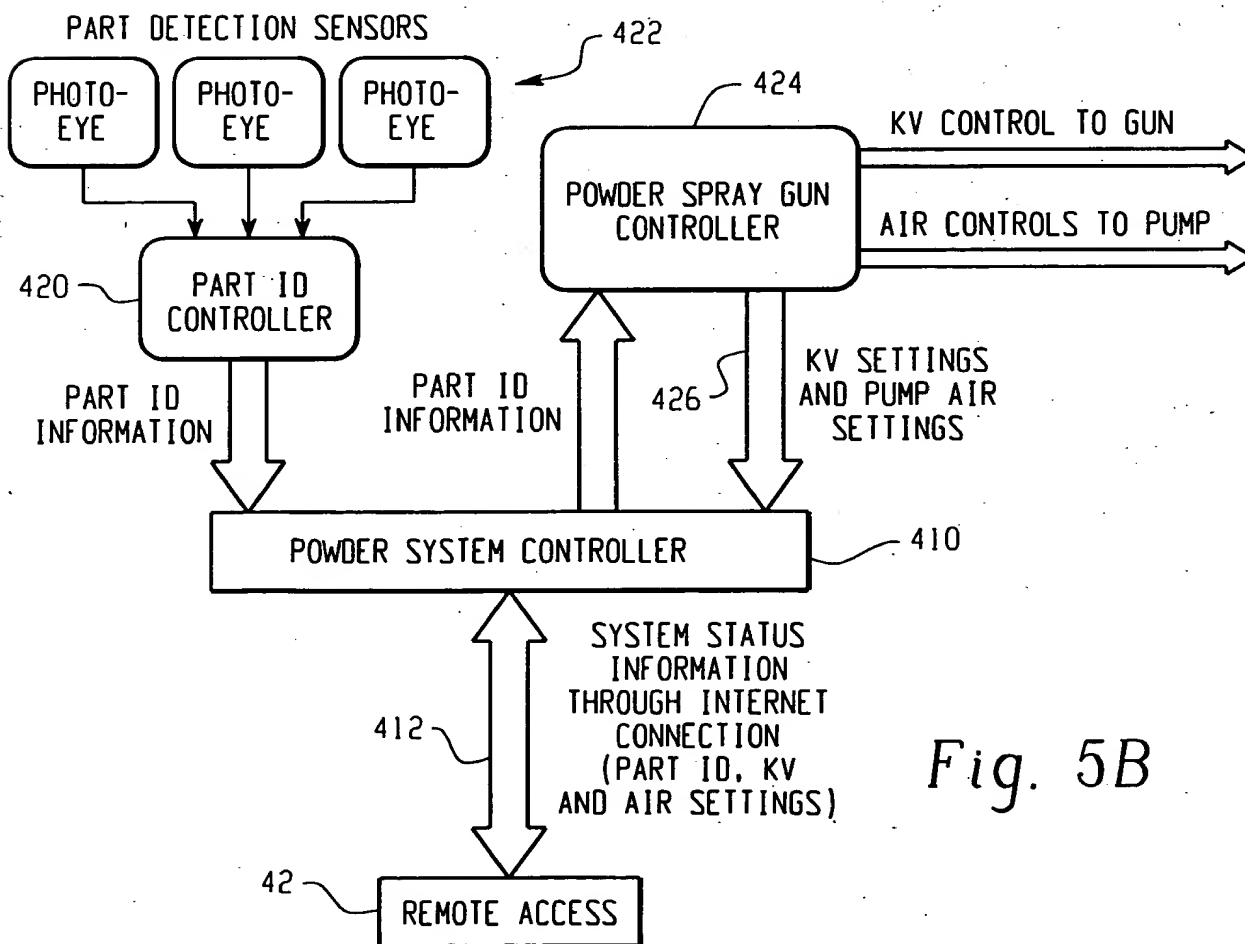 PART DETECTION SENSORS
422
PHOTO-
EYE
PHOTO-
EYE
PHOTO-
EYE
424
KV CONTROL TO GUN
POWDER SPRAY GUN
CONTROLLER
AIR CONTROLS TO PUMP
420
PART ID
CONTROLLER
PART ID
INFORMATION
PART ID
INFORMATION
426
KV SETTINGS
AND PUMP AIR
SETTINGS
POWDER SYSTEM CONTROLLER
410
SYSTEM STATUS
INFORMATION
THROUGH INTERNET
CONNECTION
(PART ID, KV
AND AIR SETTINGS)
412
Fig. 5B
42
REMOTE ACCESS